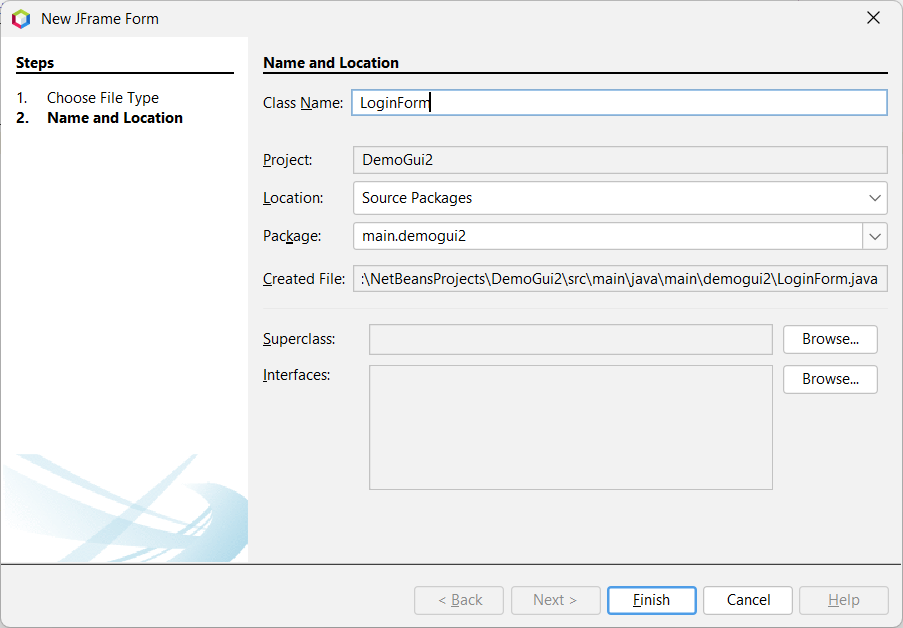 New JFrame Form
Steps
1. Choose File Type
2. Name and Location
Name and Location
Class Name: LoginForm
Project: DemoGui2
Location: Source Packages
Package: main.demogui2
Created File: :\NetBeansProjects\DemoGui2\src\main\java\main\demogui2\LoginForm.java
Superclass: Browse...
Interfaces: Browse...
< Back Next > Finish Cancel Help